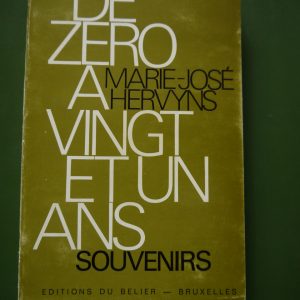 DE
ZERO
A MARIE-JOSÉ
HERVYNS
VINGT
ET UN
ANS
SOUVENIRS
EDITIONS DU BELIER — BRUXELLES